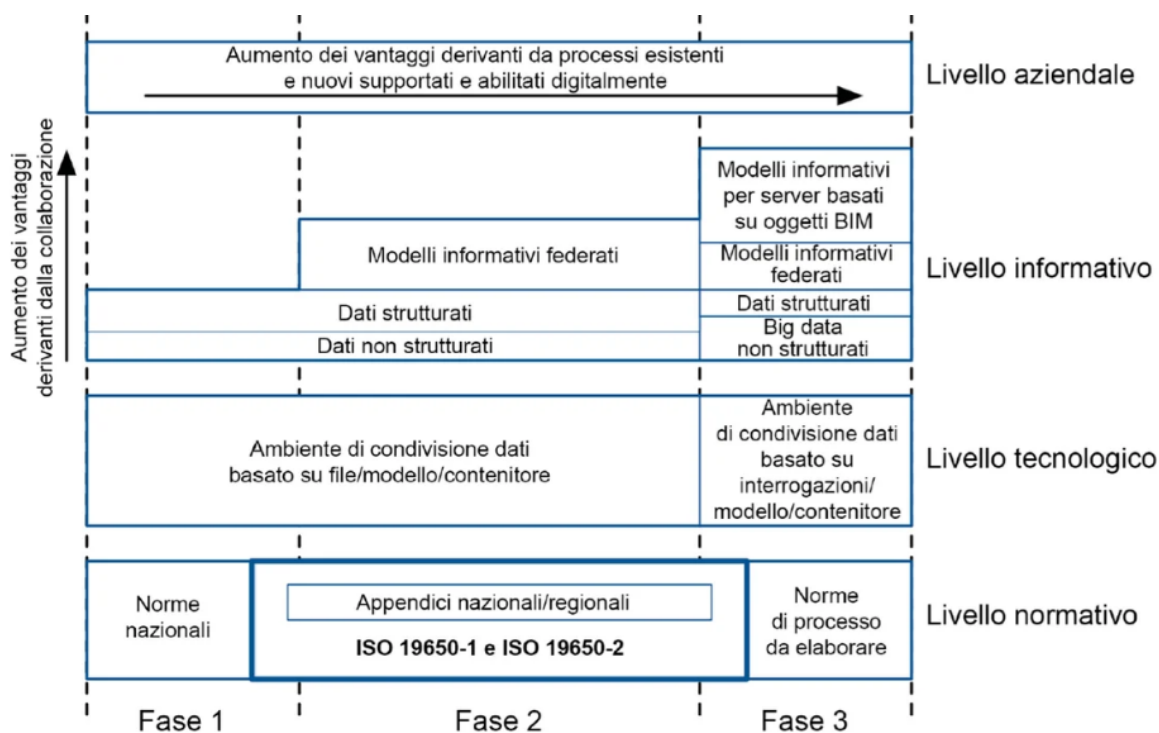 Aumento dei vantaggi derivanti da processi esistenti
e nuovi supportati e abilitati digitalmente
Livello aziendale
Aumento dei vantaggi
derivanti dalla collaborazione
Modelli informativi
per server basati
su oggetti BIM
Modelli informativi federati
Modelli informativi
federati
Livello informativo
Dati strutturati
Dati strutturati
Dati non strutturati
Big data
non strutturati
Ambiente di condivisione dati
basato su file/modello/contenitore
Ambiente
di condivisione dati
basato su
interrogazioni/
modello/contenitore
Livello tecnologico
Norme
nazionali
Appendici nazionali/regionali
ISO 19650-1 e ISO 19650-2
Norme
di processo
da elaborare
Livello normativo
Fase 1
Fase 2
Fase 3